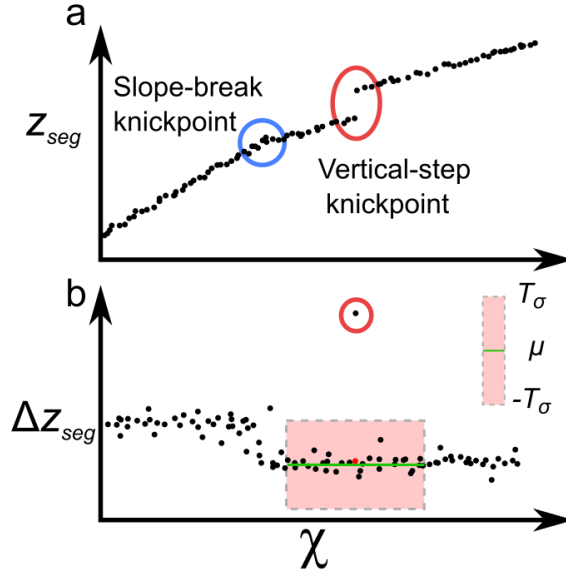 a
Slope-break
knickpoint
z_seg
Vertical-step
knickpoint
b
T_σ
μ
-T_σ
Δz_seg
χ